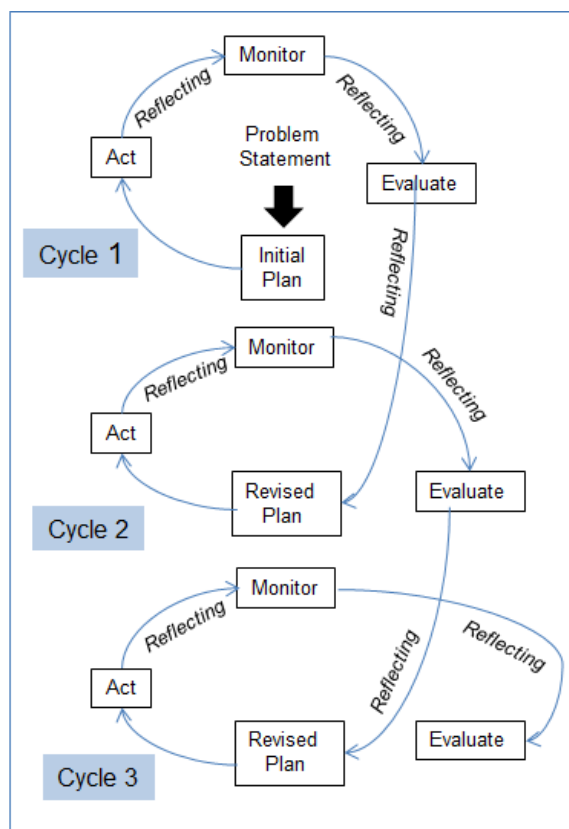 Monitor
Reflecting
Reflecting
Problem
Statement
Act
Evaluate
Cycle 1
Initial
Plan
Reflecting
Monitor
Reflecting
Reflecting
Act
Revised
Plan
Evaluate
Cycle 2
Monitor
Reflecting
Reflecting
Reflecting
Act
Revised
Plan
Evaluate
Cycle 3